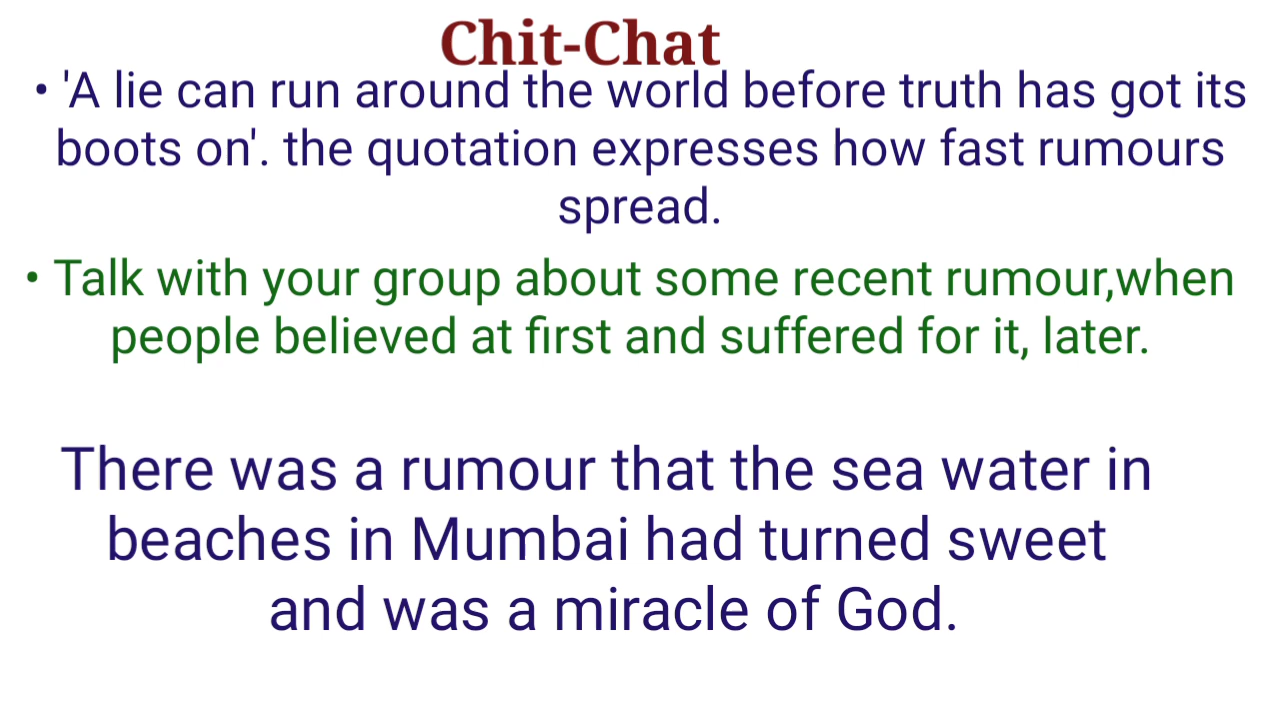 Chit-Chat
• 'A lie can run around the world before truth has got its
boots on'. the quotation expresses how fast rumours
spread.
• Talk with your group about some recent rumour,when
people believed at first and suffered for it, later.
There was a rumour that the sea water in
beaches in Mumbai had turned sweet
and was a miracle of God.